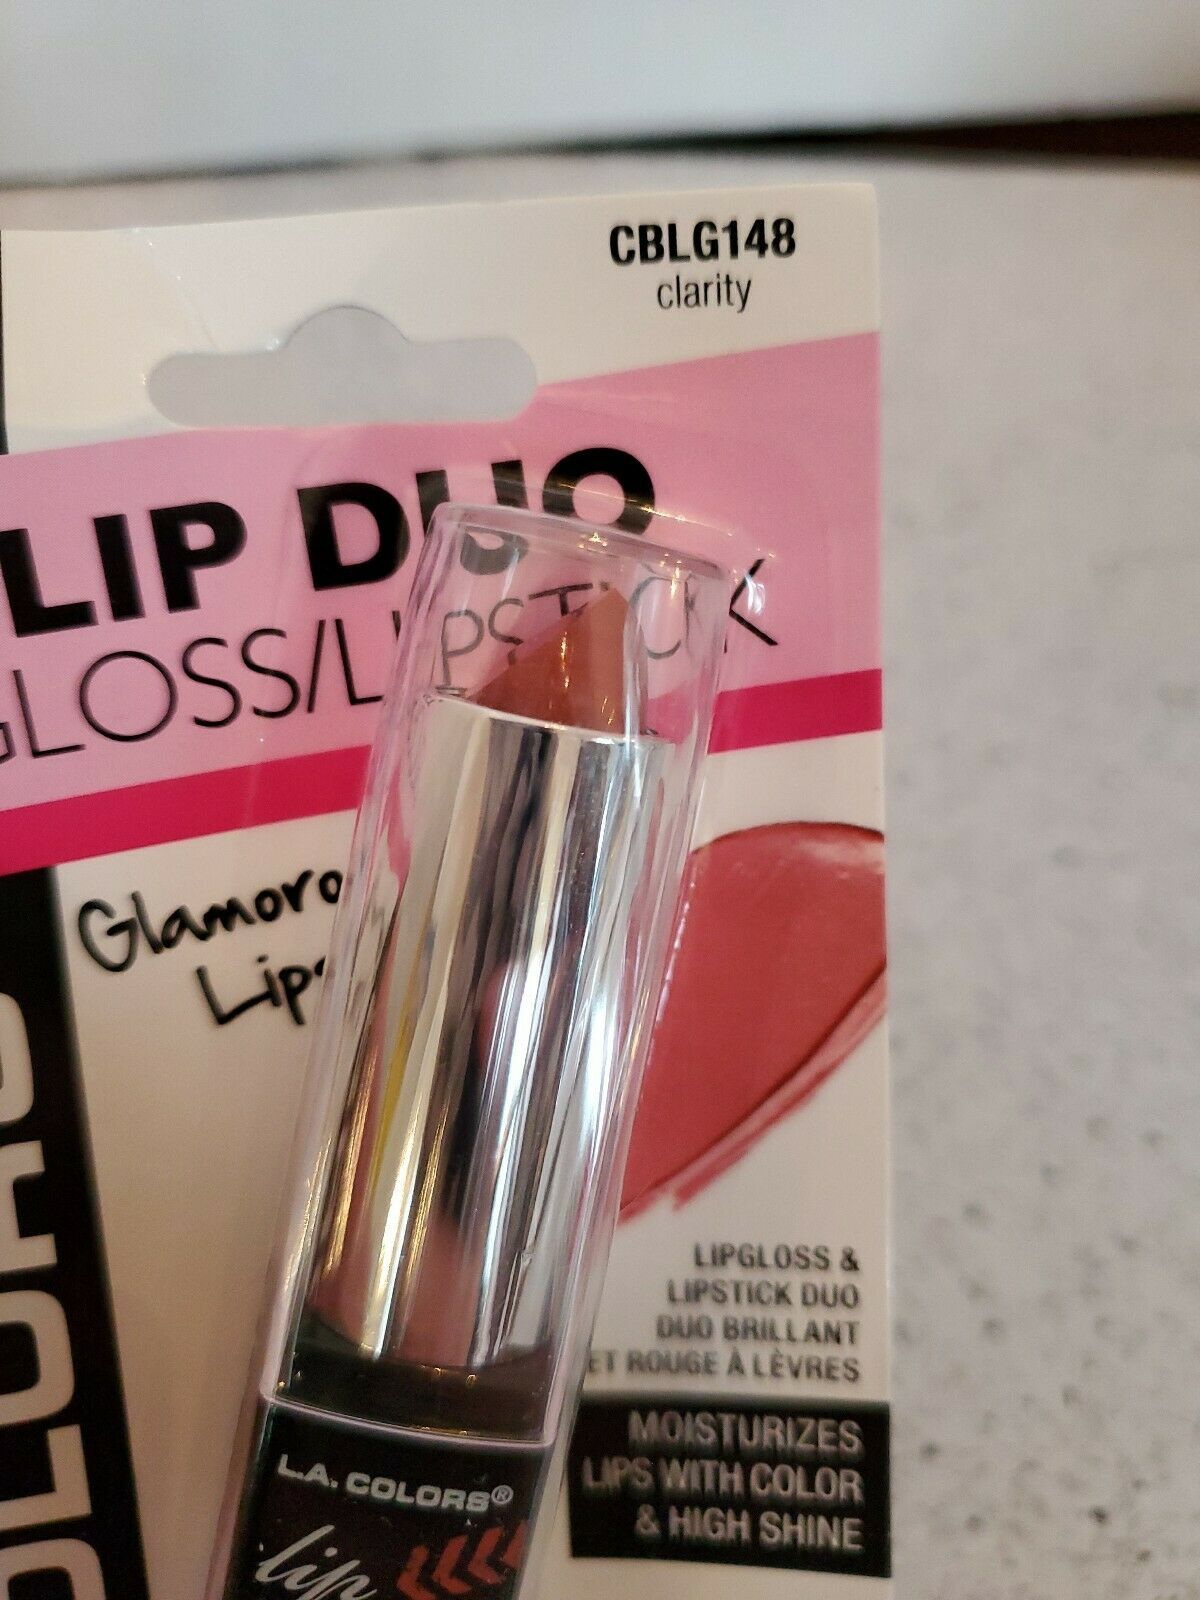 CBLG148
clarity
LIP DUO
GLOSS/LIPSTICK
LIPGLOSS &
LIPSTICK DUO
DUO BRILLANT
ET ROUGE À LÈVRES
MOISTURIZES
LIPS WITH COLOR
& HIGH SHINE
L.A. COLORS®
lip